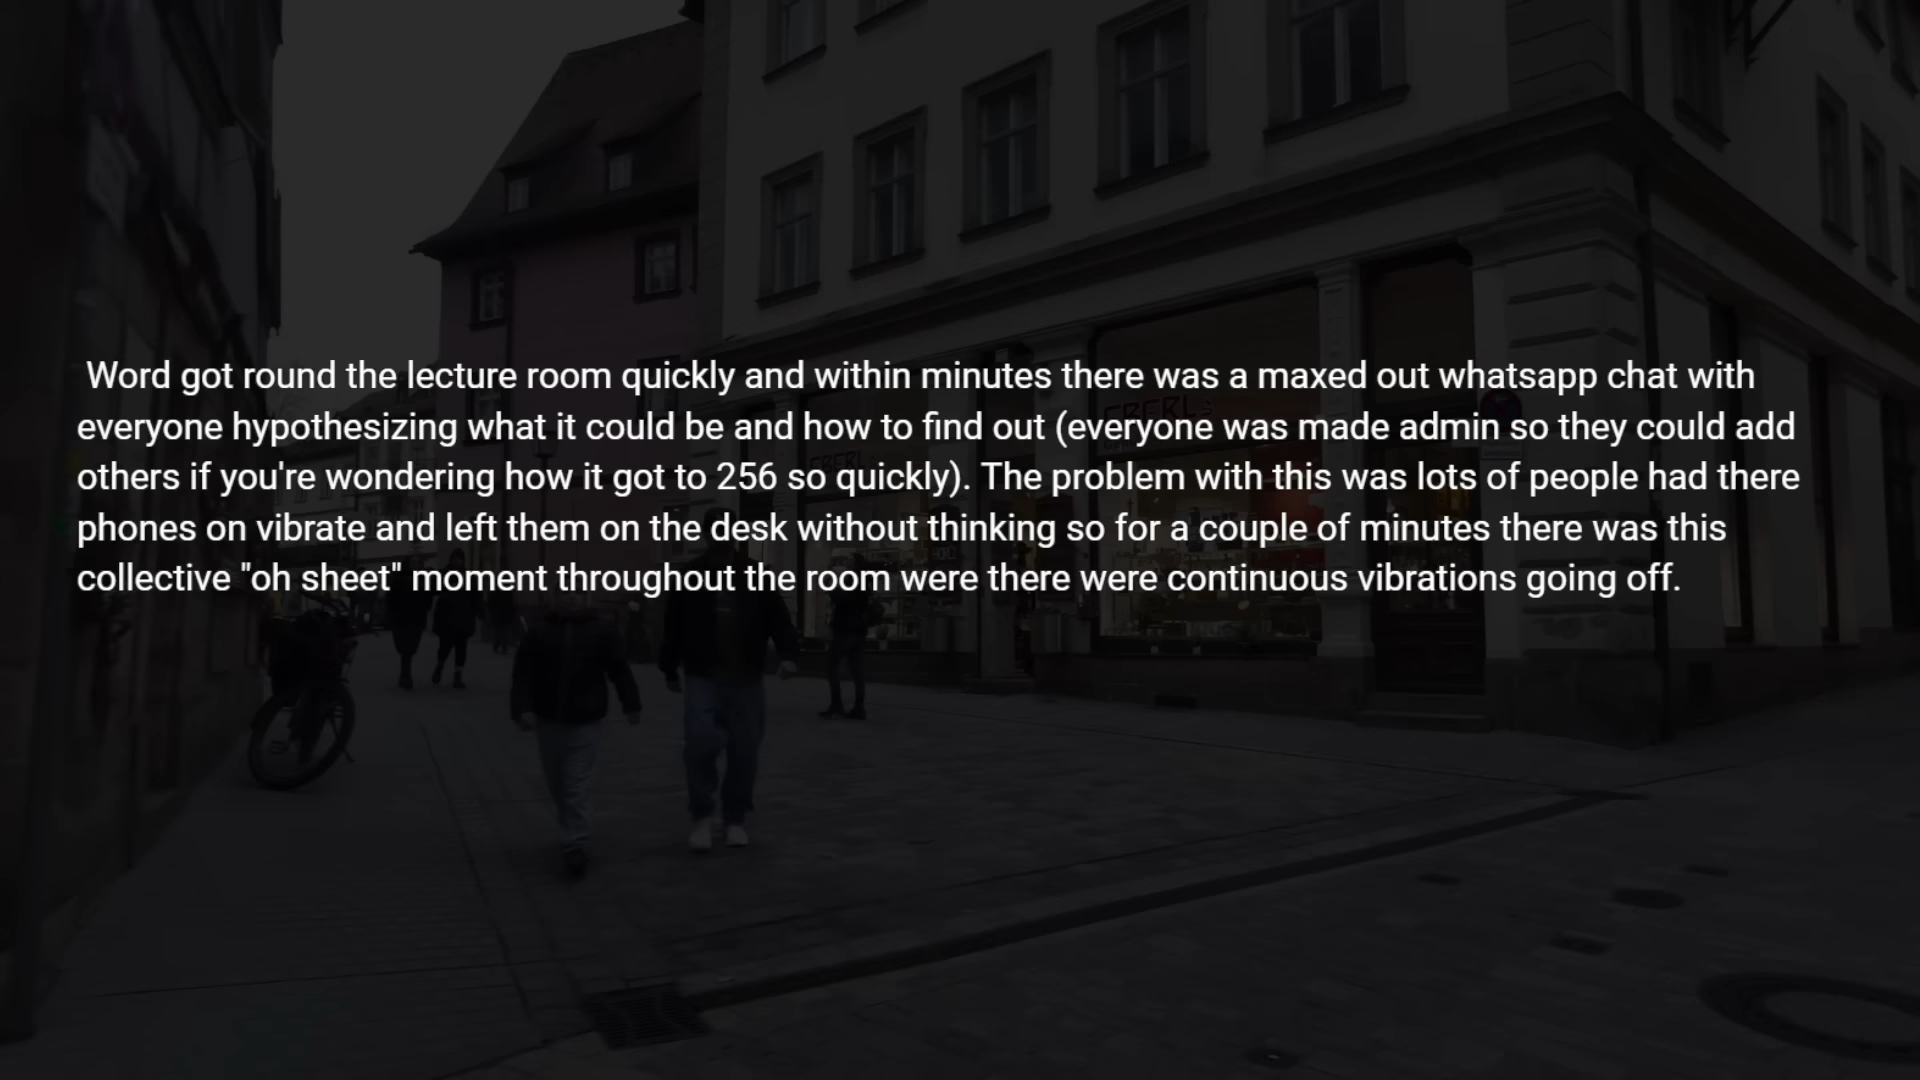 Word got round the lecture room quickly and within minutes there was a maxed out whatsapp chat with
everyone hypothesizing what it could be and how to find out (everyone was made admin so they could add
others if you're wondering how it got to 256 so quickly). The problem with this was lots of people had there
phones on vibrate and left them on the desk without thinking so for a couple of minutes there was this
collective "oh sheet" moment throughout the room were there were continuous vibrations going off.
EBERL
EBERL